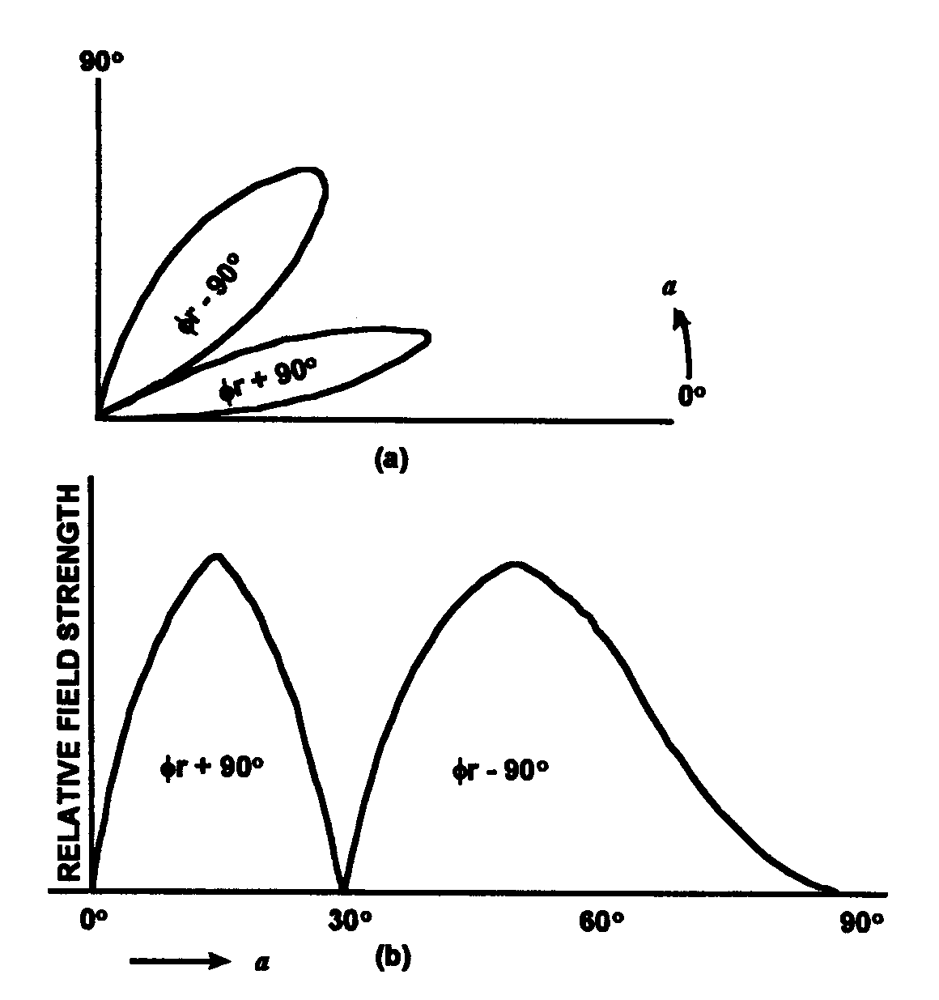 90°
ϕr - 90°
a
ϕr + 90°
0°
(a)
RELATIVE FIELD STRENGTH
ϕr + 90°
ϕr - 90°
0°
30°
60°
90°
a
(b)